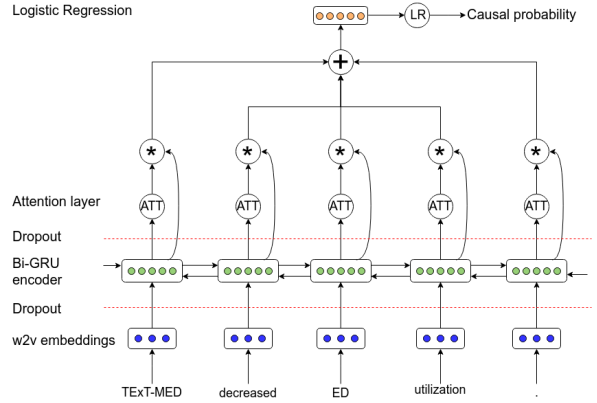 Logistic Regression
LR
Causal probability
+
* * * * *
Attention layer
ATT ATT ATT ATT ATT
Dropout
Bi-GRU
encoder
Dropout
w2v embeddings
TExT-MED decreased ED utilization .